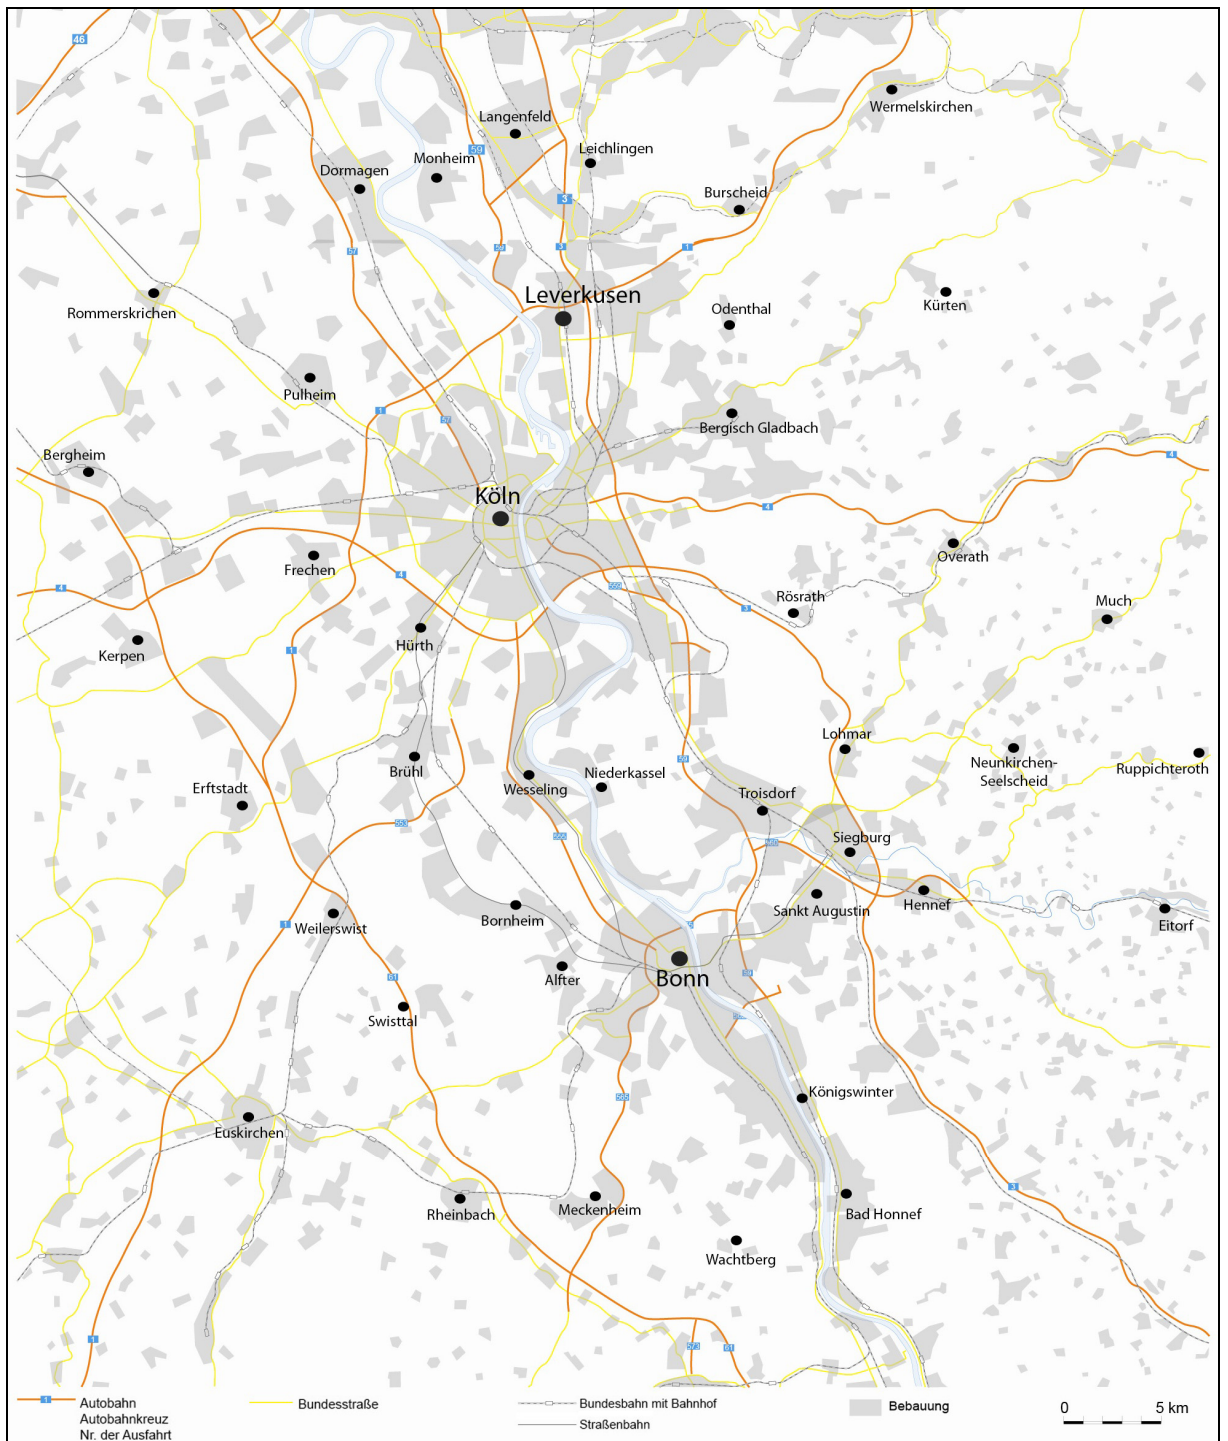 46
Wermelskirchen
Langenfeld
59
Leichlingen
Monheim
Dormagen
Burscheid
3
57
59
3
1
Leverkusen
Rommerskrichen
Odenthal
Kürten
Pulheim
1
57
Bergisch Gladbach
Bergheim
4
Köln
4
Overath
Frechen
4
4
559
Rösrath
3
Much
Hürth
Kerpen
1
Lohmar
Neunkirchen-
Seelscheid
Ruppichteroth
59
Brühl
Niederkassel
Wesseling
Erftstadt
Troisdorf
553
555
560
Siegburg
Sankt Augustin
Hennef
Bornheim
Eitorf
1
Weilerswist
61
Alfter
Bonn
59
Swisttal
565
Königswinter
Euskirchen
3
Rheinbach
Meckenheim
Bad Honnef
Wachtberg
1
573
61
1
Autobahn
Autobahnkreuz
Nr. der Ausfahrt
Bundesstraße
Bundesbahn mit Bahnhof
Straßenbahn
Bebauung
0 5 km